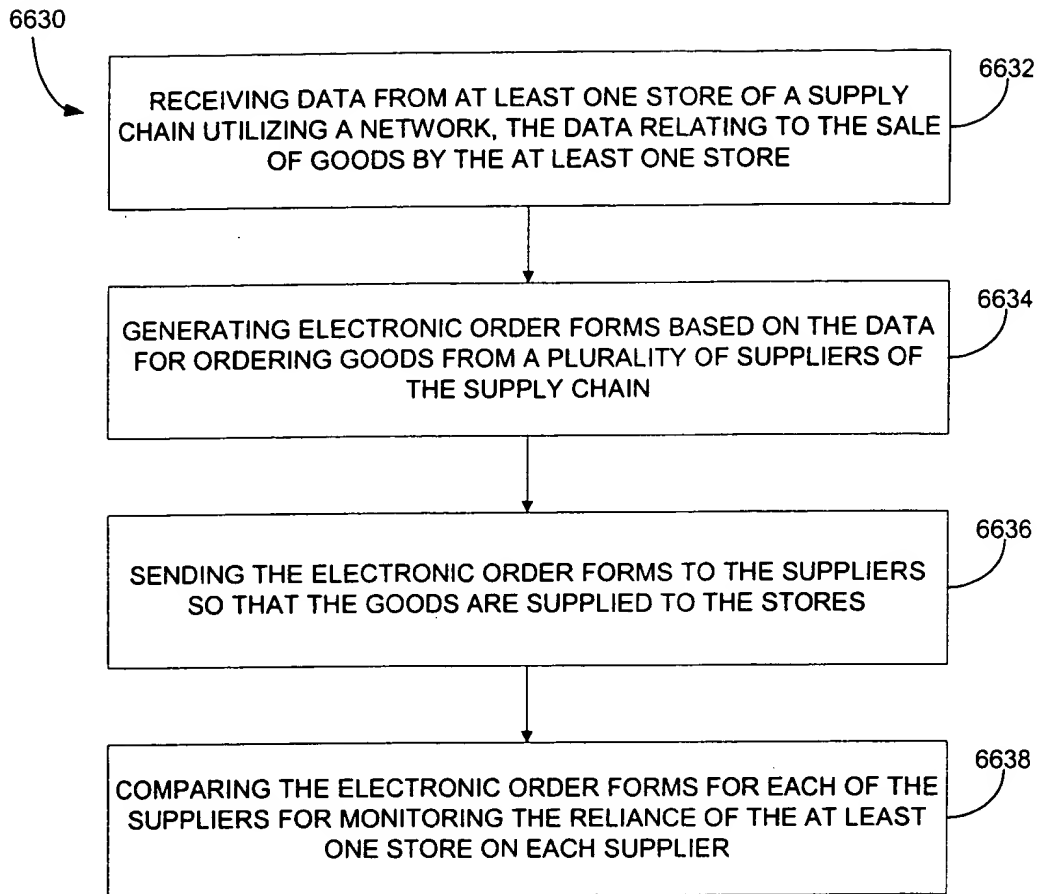 6630
6632
RECEIVING DATA FROM AT LEAST ONE STORE OF A SUPPLY
CHAIN UTILIZING A NETWORK, THE DATA RELATING TO THE SALE
OF GOODS BY THE AT LEAST ONE STORE
6634
GENERATING ELECTRONIC ORDER FORMS BASED ON THE DATA
FOR ORDERING GOODS FROM A PLURALITY OF SUPPLIERS OF
THE SUPPLY CHAIN
6636
SENDING THE ELECTRONIC ORDER FORMS TO THE SUPPLIERS
SO THAT THE GOODS ARE SUPPLIED TO THE STORES
6638
COMPARING THE ELECTRONIC ORDER FORMS FOR EACH OF THE
SUPPLIERS FOR MONITORING THE RELIANCE OF THE AT LEAST
ONE STORE ON EACH SUPPLIER